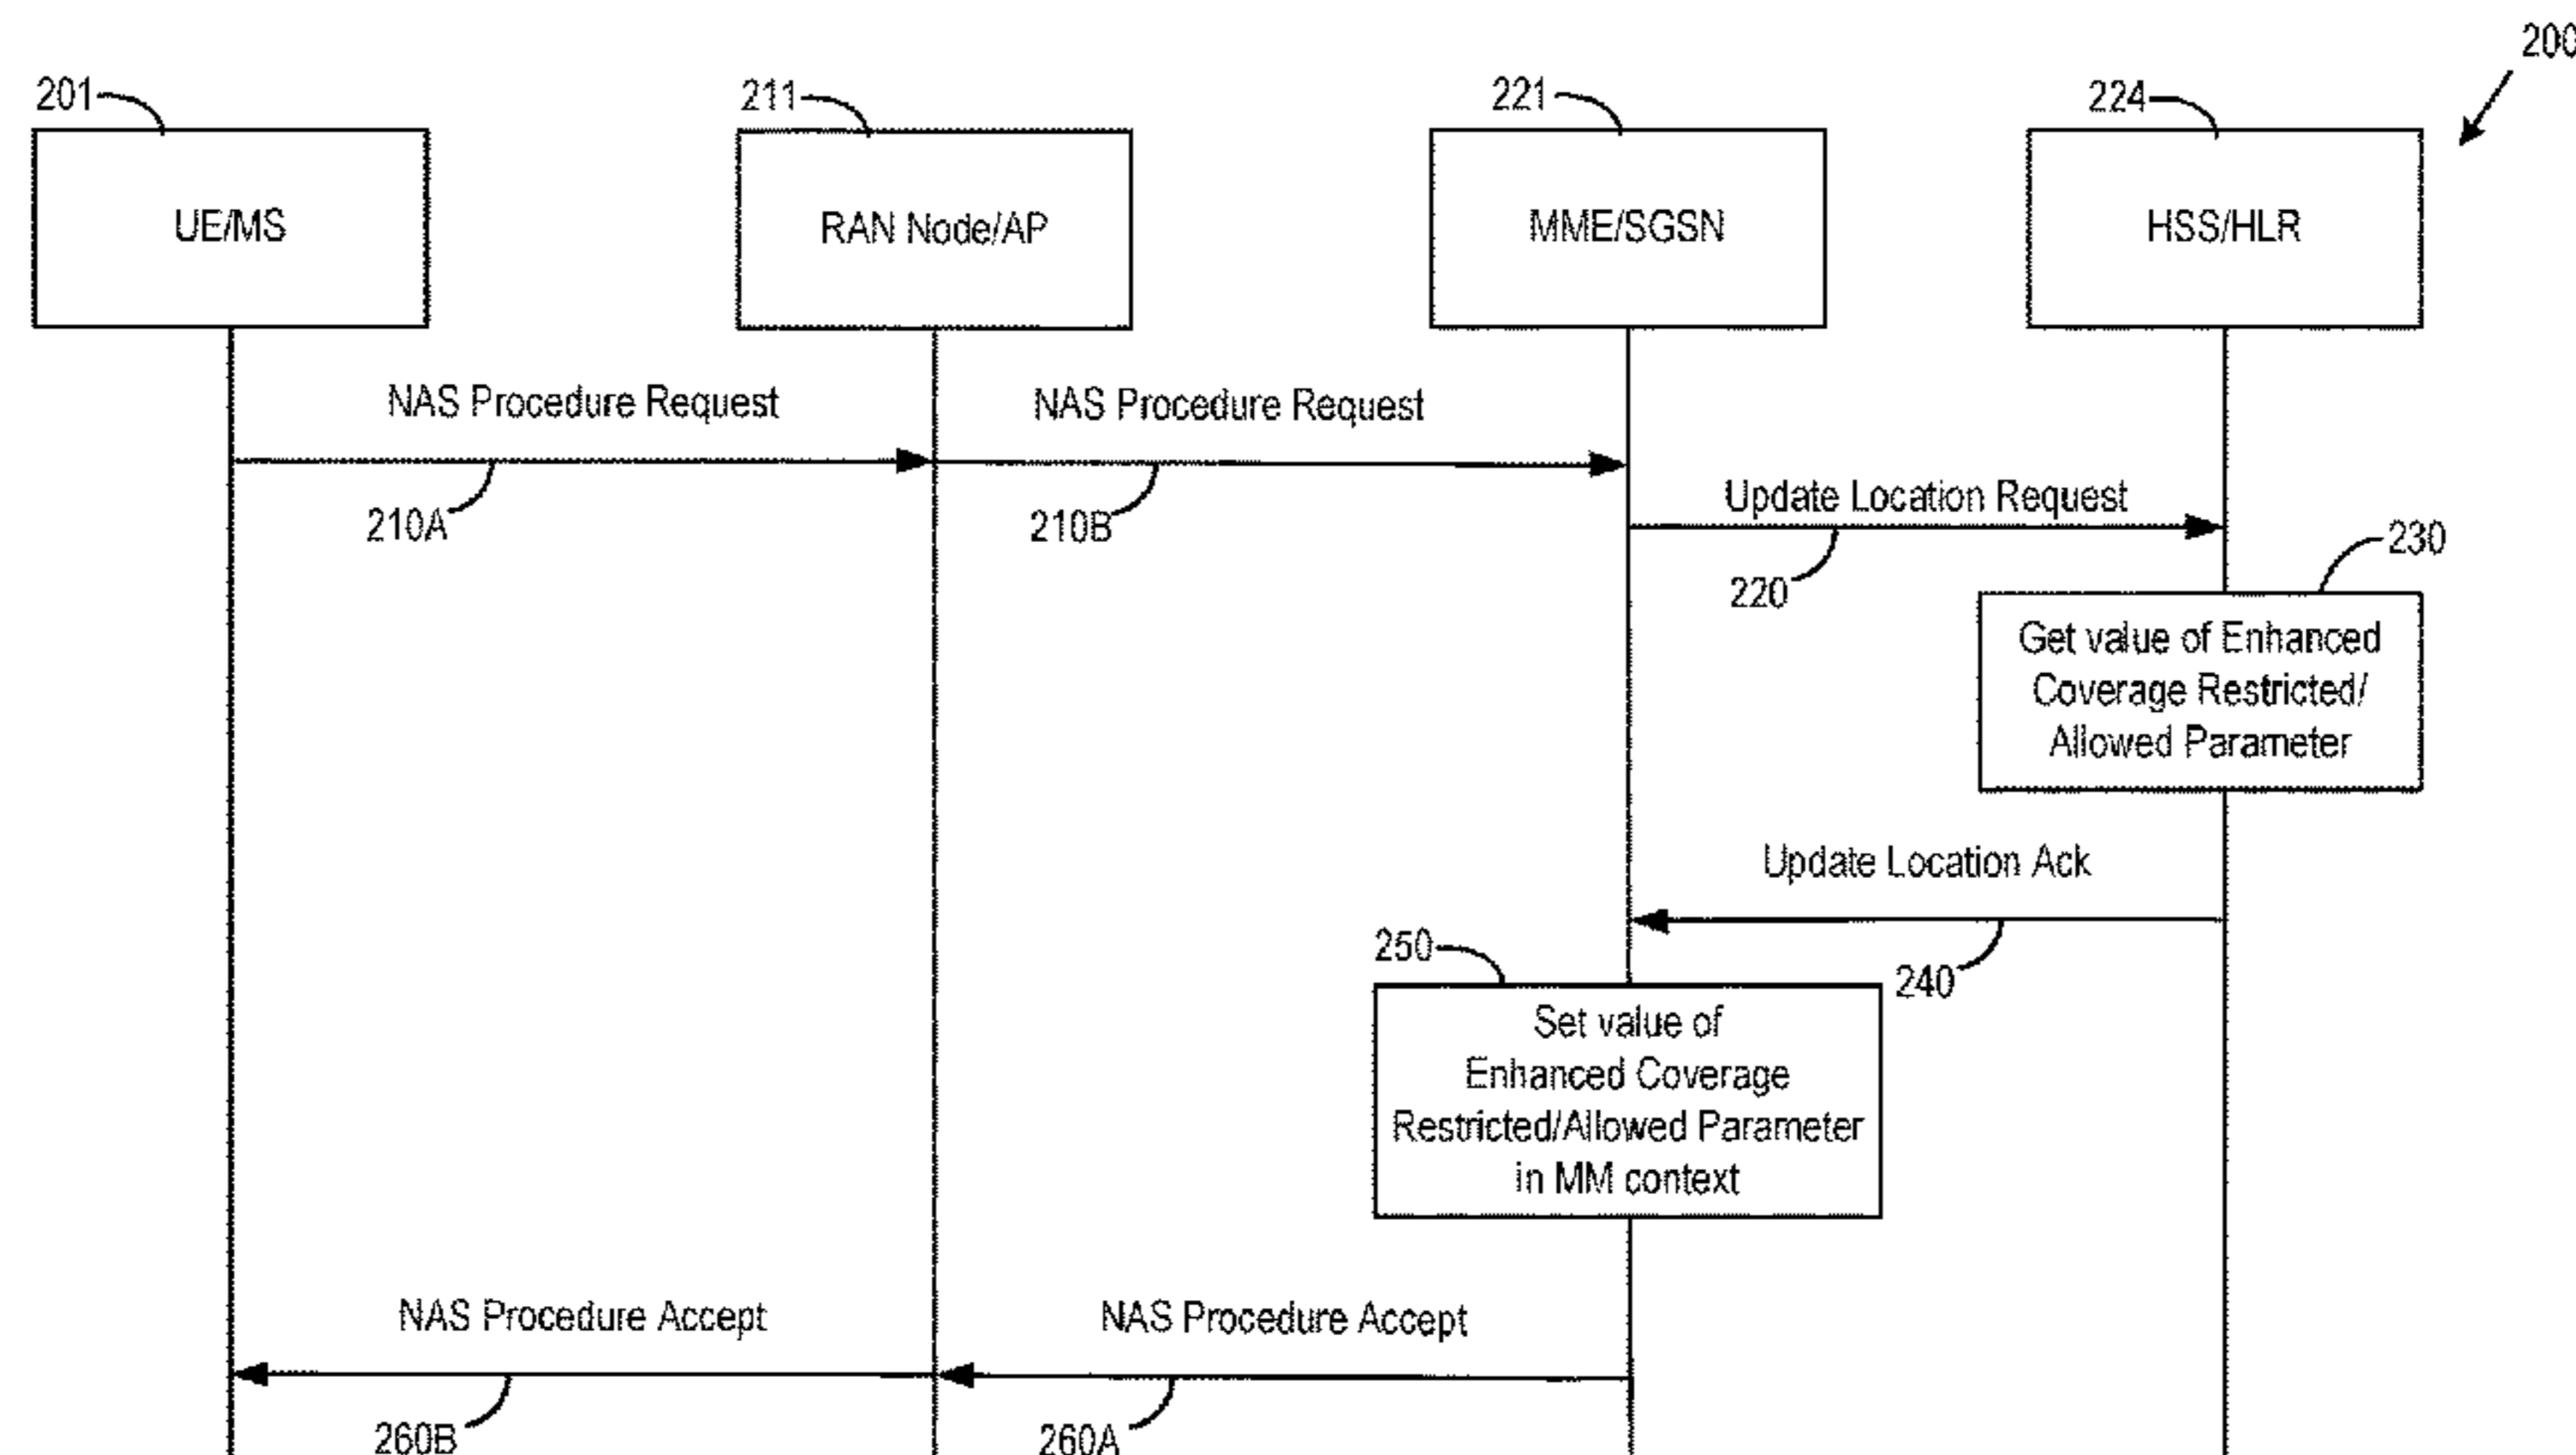 200
201
211
221
224
UE/MS
RAN Node/AP
MME/SGSN
HSS/HLR
NAS Procedure Request
NAS Procedure Request
210A
210B
Update Location Request
220
230
Get value of Enhanced
Coverage Restricted/
Allowed Parameter
Update Location Ack
240
250
Set value of
Enhanced Coverage
Restricted/Allowed Parameter
in MM context
NAS Procedure Accept
NAS Procedure Accept
260B
260A